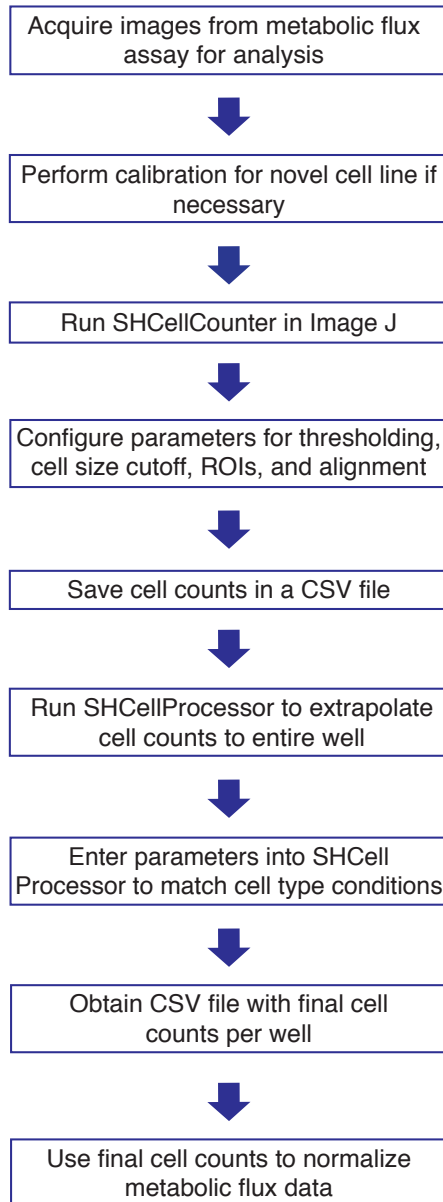 Acquire images from metabolic flux
assay for analysis
Perform calibration for novel cell line if
necessary
Run SHCellCounter in Image J
Configure parameters for thresholding,
cell size cutoff, ROIs, and alignment
Save cell counts in a CSV file
Run SHCellProcessor to extrapolate
cell counts to entire well
Enter parameters into SHCell
Processor to match cell type conditions
Obtain CSV file with final cell
counts per well
Use final cell counts to normalize
metabolic flux data